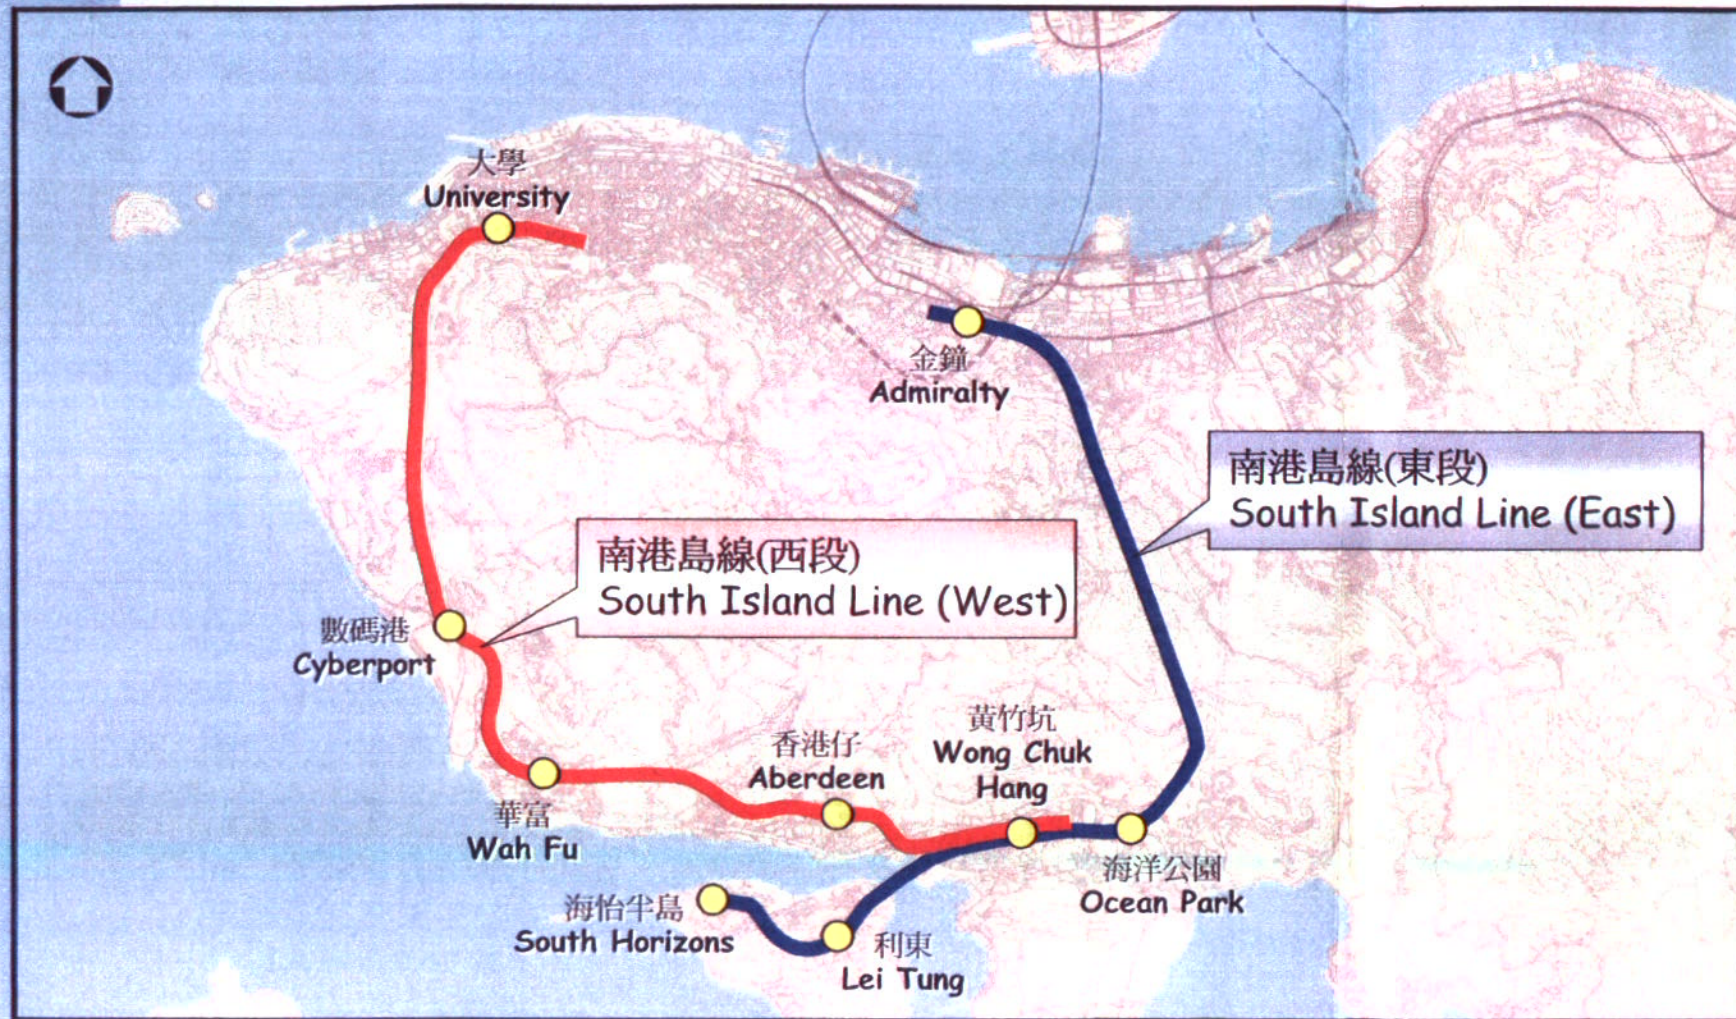 大學
University
金鐘
Admiralty
南港島線(東段)
South Island Line (East)
南港島線(西段)
South Island Line (West)
數碼港
Cyberport
黃竹坑
Wong Chuk
Hang
香港仔
Aberdeen
華富
Wah Fu
海洋公園
Ocean Park
海怡半島
South Horizons
利東
Lei Tung